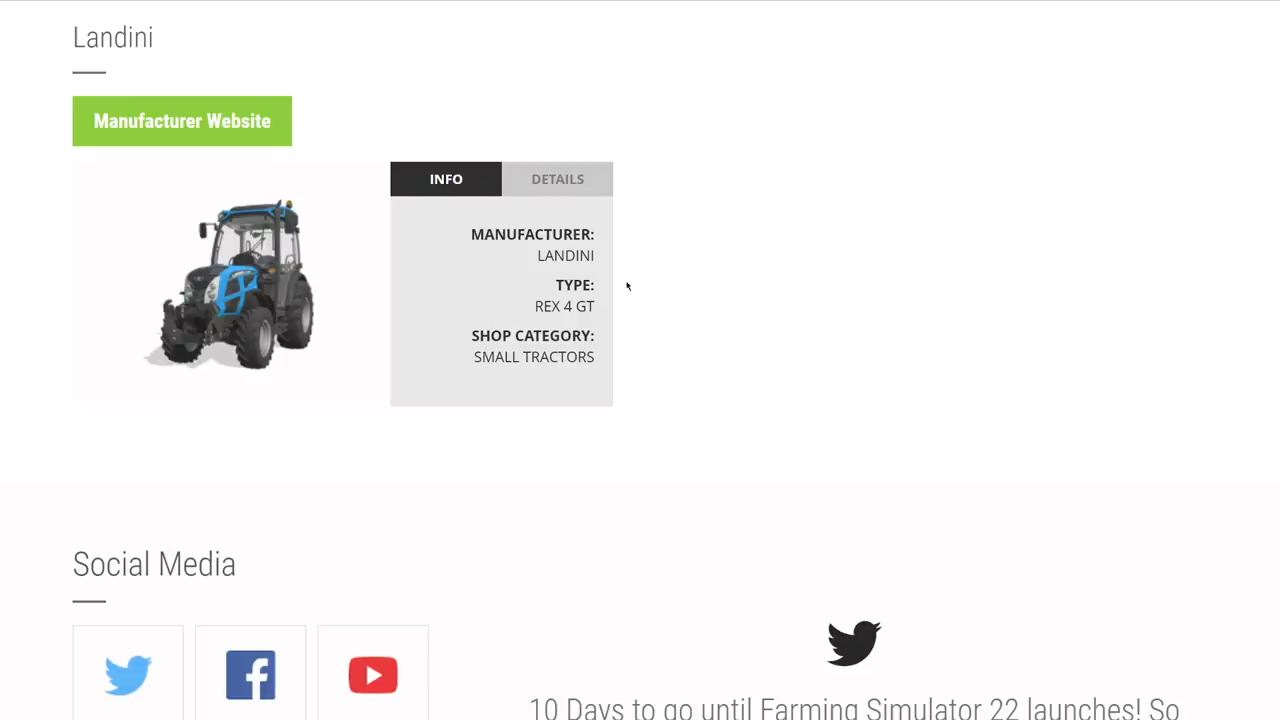 Landini
Manufacturer Website
INFO
DETAILS
MANUFACTURER:
LANDINI
TYPE:
REX 4 GT
SHOP CATEGORY:
SMALL TRACTORS
Social Media
10 Days to go until Farming Simulator 22 launches! So